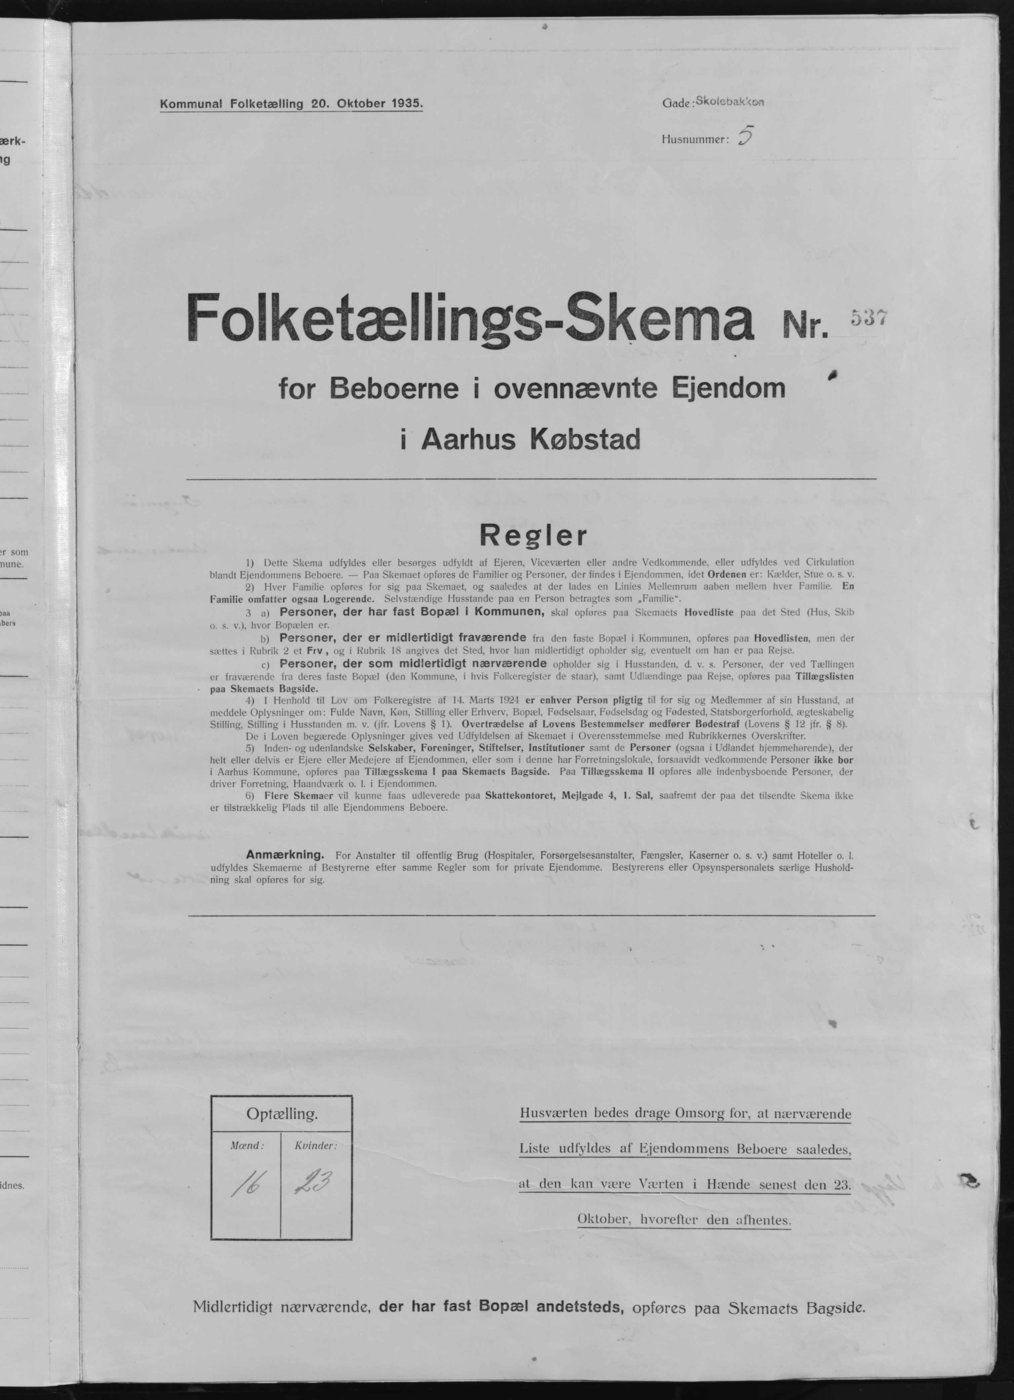 Kommunal Folketælling 20. Oktober 1935.
Gade: Skolebakken
Husnummer: 5
Folketællings-Skema Nr. 537
for Beboerne i ovennævnte Ejendom
i Aarhus Købstad
Regler
1) Dette Skema udfyldes eller besørges udfyldt af Ejeren, Viceværten eller andre Vedkommende, eller udfyldes ved Cirkulation
blandt Ejendommens Beboere. — Paa Skemaet opføres de Familier og Personer, der findes i Ejendommen, idet Ordenen er: Kælder, Stue o. s. v.
2) Hver Familie opføres for sig paa Skemaet, og saaledes at der lades en Linies Mellemrum aaben mellem hver Familie. En
Familie omfatter ogsaa Logerende. Selvstændige Husstande paa en Person betragtes som „Familie“.
3 a) Personer, der har fast Bopæl i Kommunen, skal opføres paa Skemaets Hovedliste paa det Sted (Hus, Skib
o. s. v.), hvor Bopælen er.
b) Personer, der er midlertidigt fraværende fra den faste Bopæl i Kommunen, opføres paa Hovedlisten, men der
sættes i Rubrik 2 et Frv, og i Rubrik 18 angives det Sted, hvor han midlertidigt opholder sig, eventuelt om han er paa Rejse.
c) Personer, der som midlertidigt nærværende opholder sig i Husstanden, d. v. s. Personer, der ved Tællingen
er fraværende fra deres faste Bopæl (den Kommune, i hvis Folkeregister de staar), samt Udlændinge paa Rejse, opføres paa Tillægslisten
paa Skemaets Bagside.
4) I Henhold til Lov om Folkeregistre af 14. Marts 1924 er enhver Person pligtig til for sig og Medlemmer af sin Husstand, at
meddele Oplysninger om: Fulde Navn, Køn, Stilling eller Erhverv, Bopæl, Fødselsaar, Fødselsdag og Fødested, Statsborgerforhold, ægteskabelig
Stilling, Stilling i Husstanden m. v. (jfr. Lovens § 1). Overtrædelse af Lovens Bestemmelser medfører Bødestraf (Lovens § 12 jfr. § 8).
De i Loven begærede Oplysninger gives ved Udfyldelsen af Skemaet i Overensstemmelse med Rubrikkernes Overskrifter.
5) Inden- og udenlandske Selskaber, Foreninger, Stiftelser, Institutioner samt de Personer (ogsaa i Udlandet hjemmehørende), der
helt eller delvis er Ejere eller Medejere af Ejendommen, eller som i denne har Forretningslokale, forsaavidt vedkommende Personer ikke bor
i Aarhus Kommune, opføres paa Tillægsskema I paa Skemaets Bagside. Paa Tillægsskema II opføres alle indenbysboende Personer, der
driver Forretning, Haandværk o. l. i Ejendommen.
6) Flere Skemaer vil kunne faas udleverede paa Skattekontoret, Mejlgade 4, 1. Sal, saafremt der paa det tilsendte Skema ikke
er tilstrækkelig Plads til alle Ejendommens Beboere.
Anmærkning. For Anstalter til offentlig Brug (Hospitaler, Forsørgelsesanstalter, Fængsler, Kaserner o. s. v.) samt Hoteller o. l.
udfyldes Skemaerne af Bestyrerne efter samme Regler som for private Ejendomme. Bestyrerens eller Opsynspersonalets særlige Hushold-
ning skal opføres for sig.
Optælling.
Mænd: Kvinder:
16 23
Husværten bedes drage Omsorg for, at nærværende
Liste udfyldes af Ejendommens Beboere saaledes,
at den kan være Værten i Hænde senest den 23.
Oktober, hvorefter den afhentes.
Midlertidigt nærværende, der har fast Bopæl andetsteds, opføres paa Skemaets Bagside.